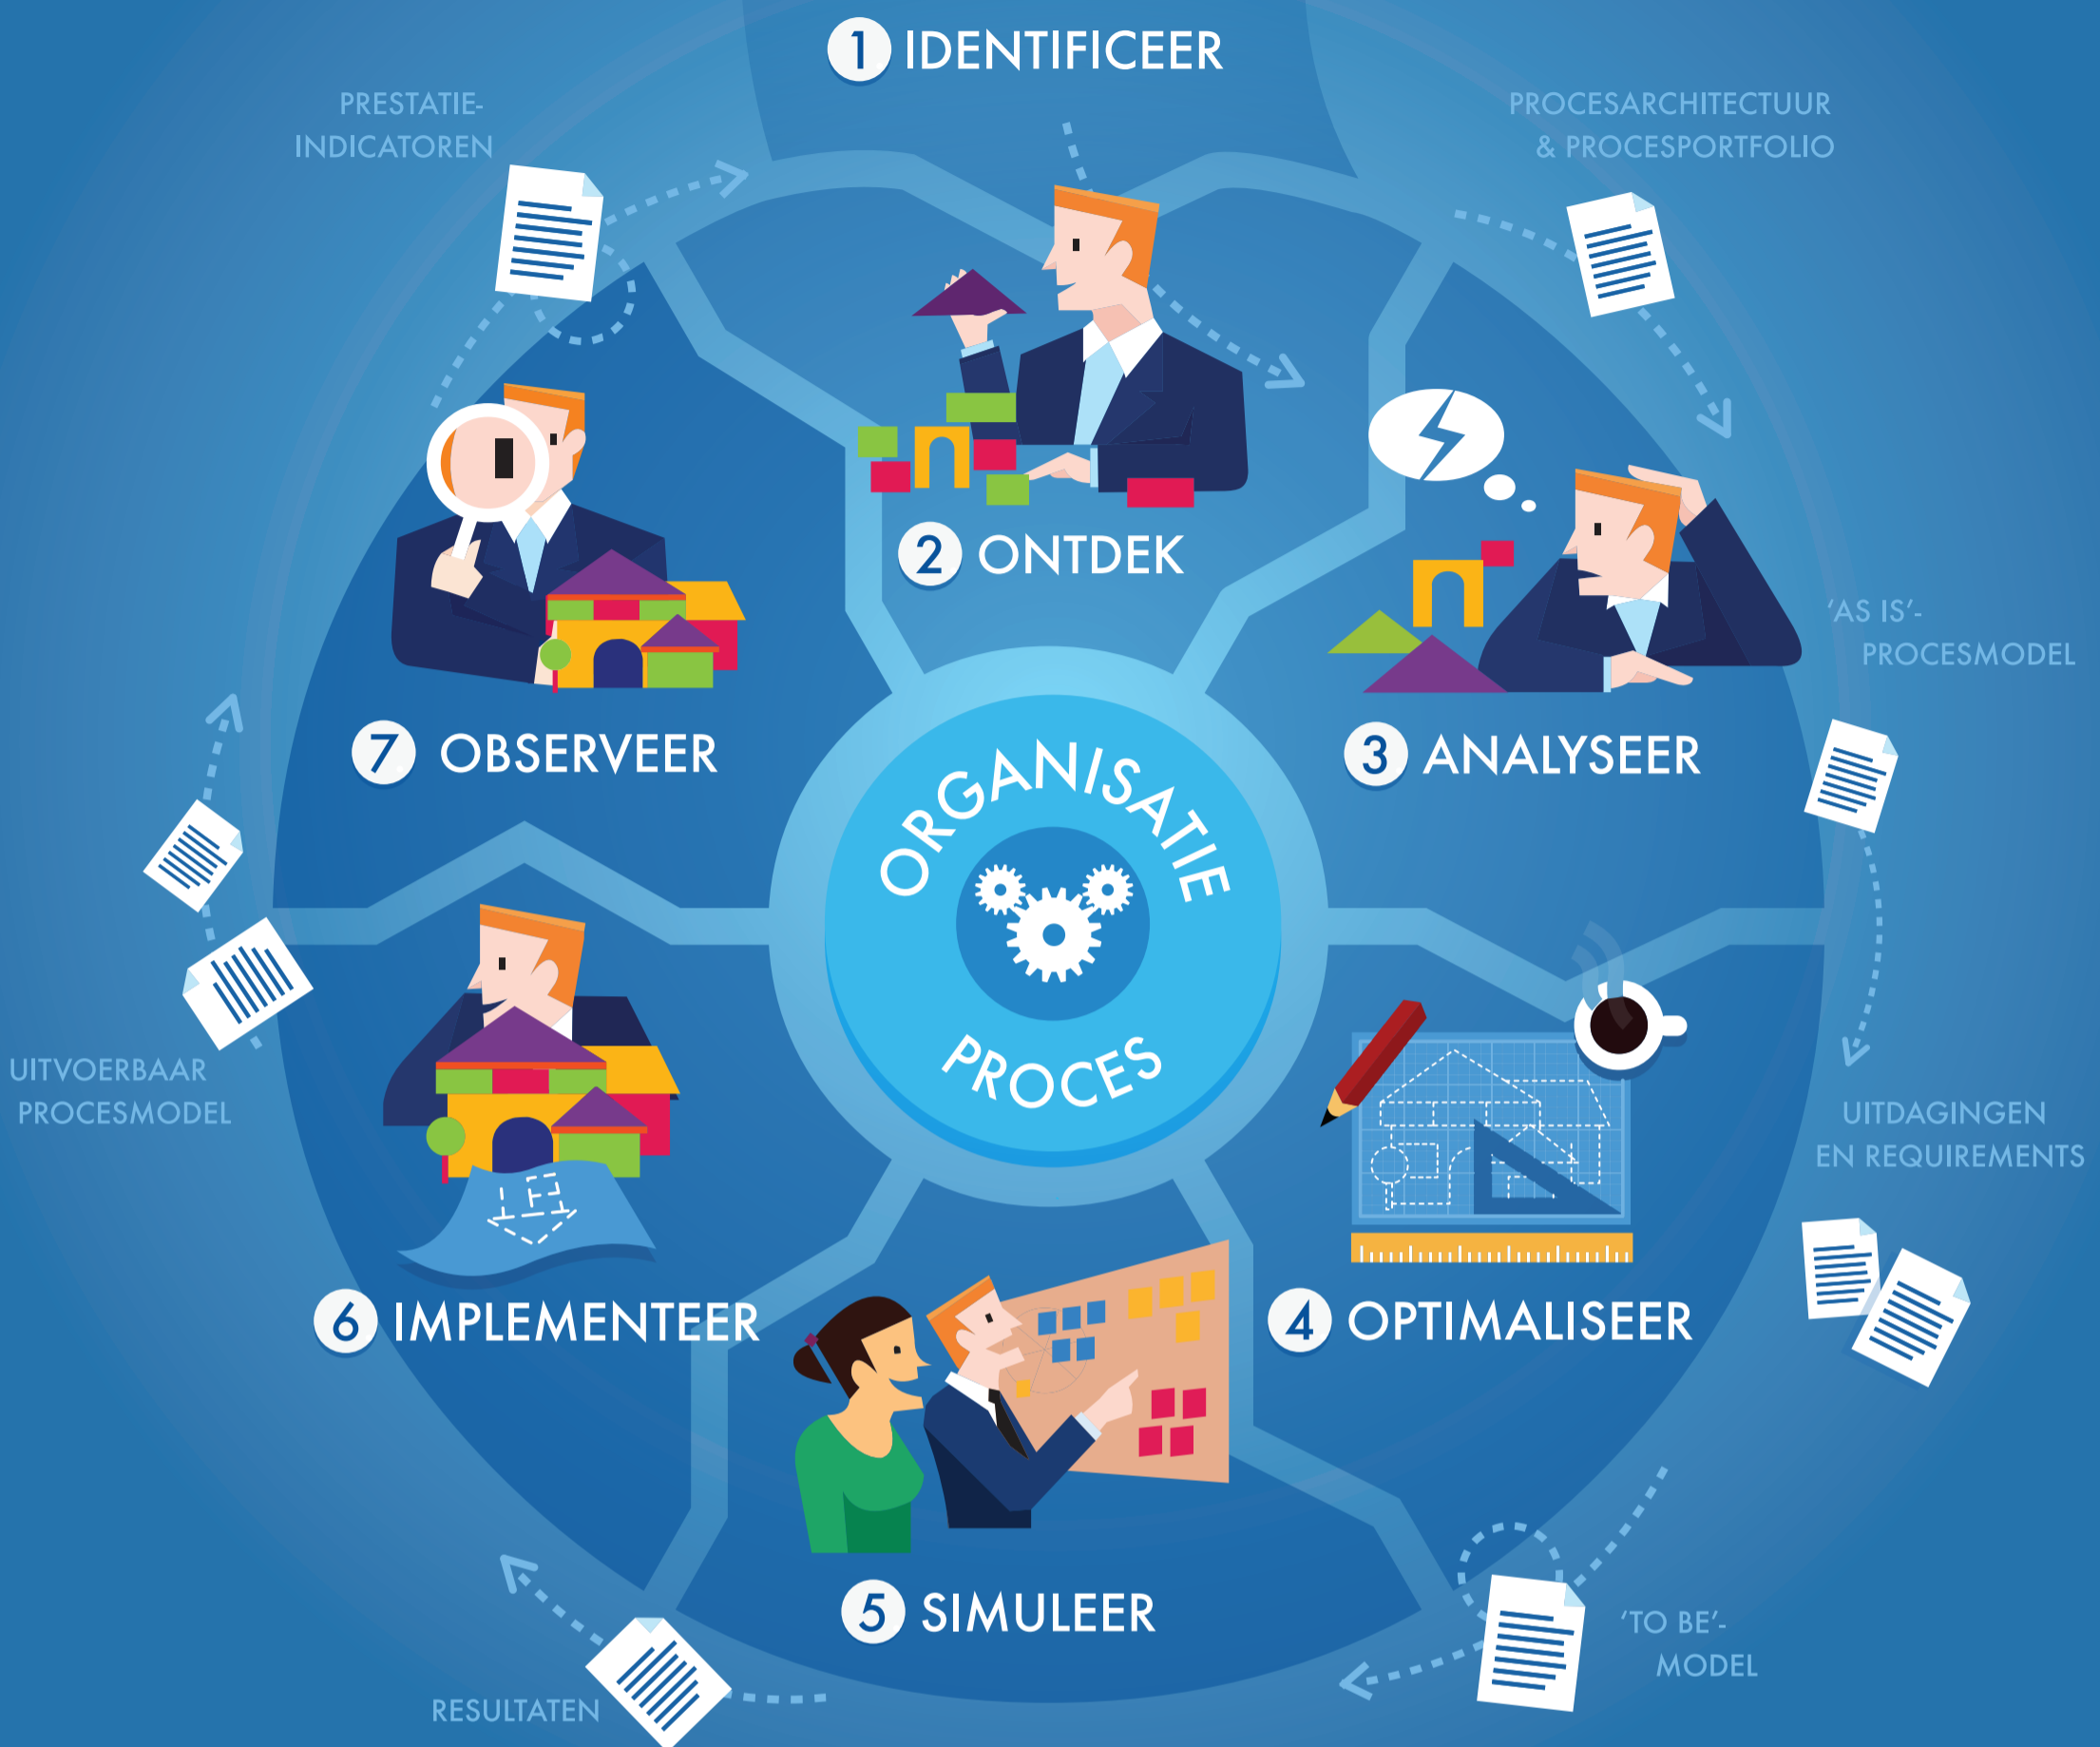 1 IDENTIFICEER
PRESTATIE-
INDICATOREN
PROCESARCHITECTUUR
& PROCESPORTFOLIO
2 ONTDEK
'AS IS'-
PROCESMODEL
7 OBSERVEER
3 ANALYSEER
ORGANISATIE
PROCES
UITVOERBAAR
PROCESMODEL
UITDAGINGEN
EN REQUIREMENTS
6 IMPLEMENTEER
4 OPTIMALISEER
5 SIMULEER
'TO BE'-
MODEL
RESULTATEN